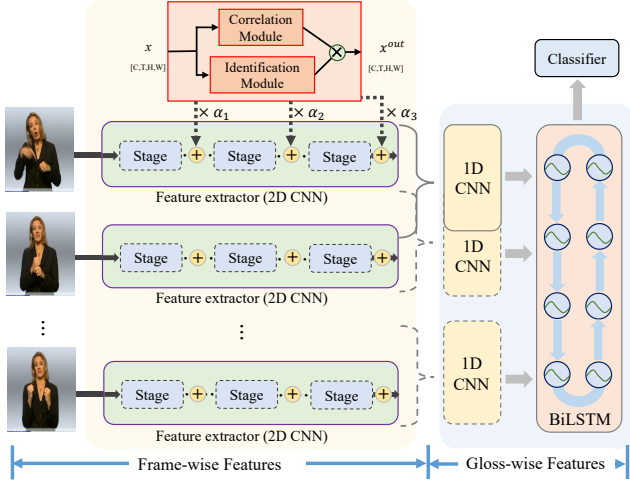 Correlation
Module
x
[C,T,H,W]
x^out
[C,T,H,W]
Identification
Module
Classifier
× α1
× α2
× α3
Stage
+
Stage
+
Stage
+
Feature extractor (2D CNN)
1D
CNN
Stage
+
Stage
+
Stage
+
Feature extractor (2D CNN)
1D
CNN
...
...
Stage
+
Stage
+
Stage
+
Feature extractor (2D CNN)
1D
CNN
BiLSTM
Frame-wise Features
Gloss-wise Features